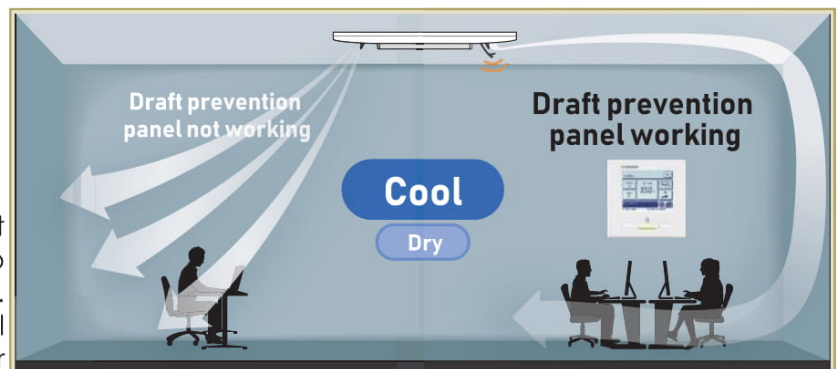 Draft prevention
panel not working
Draft prevention
panel working
Cool
Dry